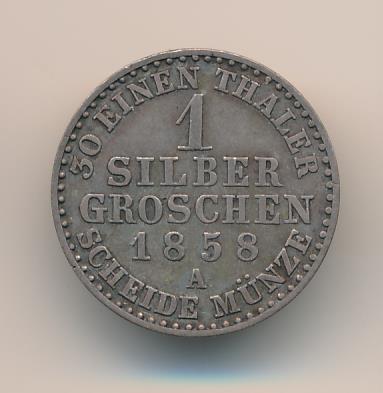 30 EINEN THALER
1
SILBER
GROSCHEN
1858
A
SCHEIDE MÜNZE